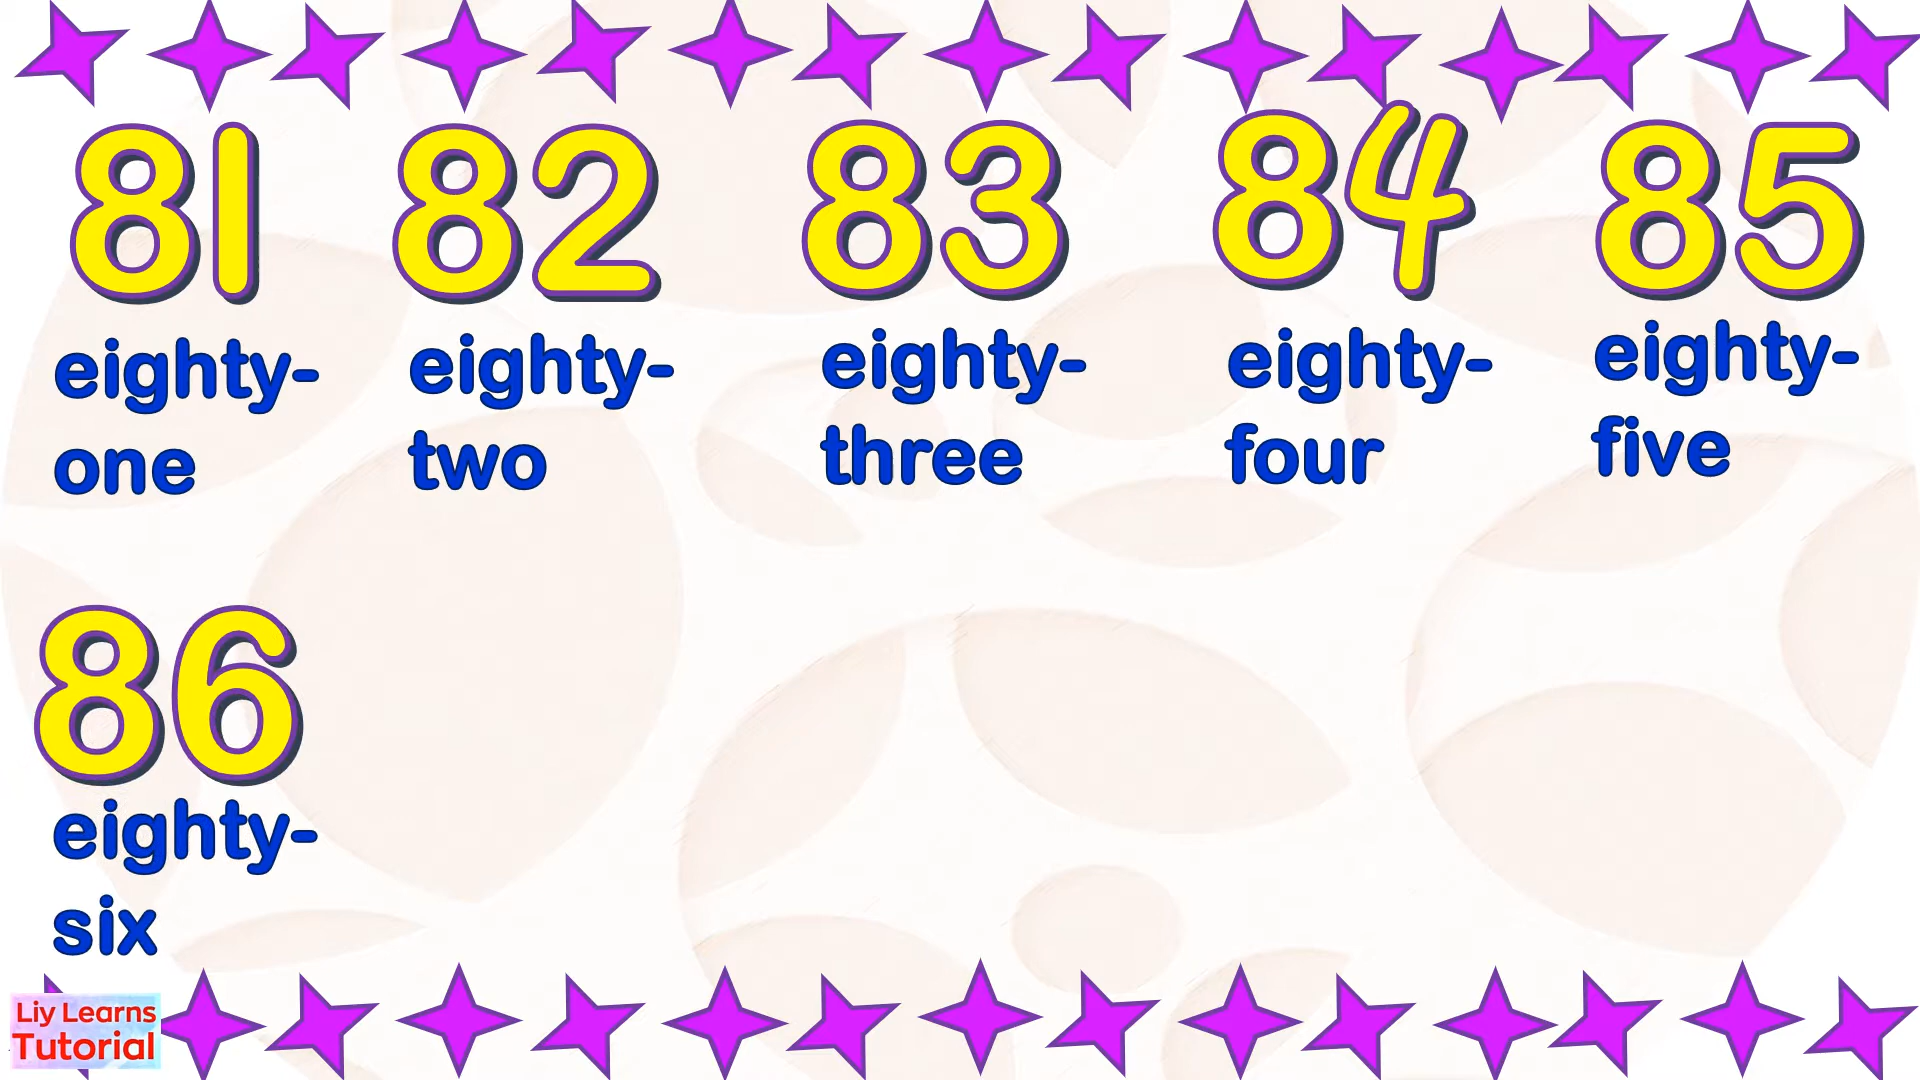 81 82 83 84 85
eighty- eighty- eighty- eighty- eighty-
one two three four five
86
eighty-
six
Liy Learns
Tutorial